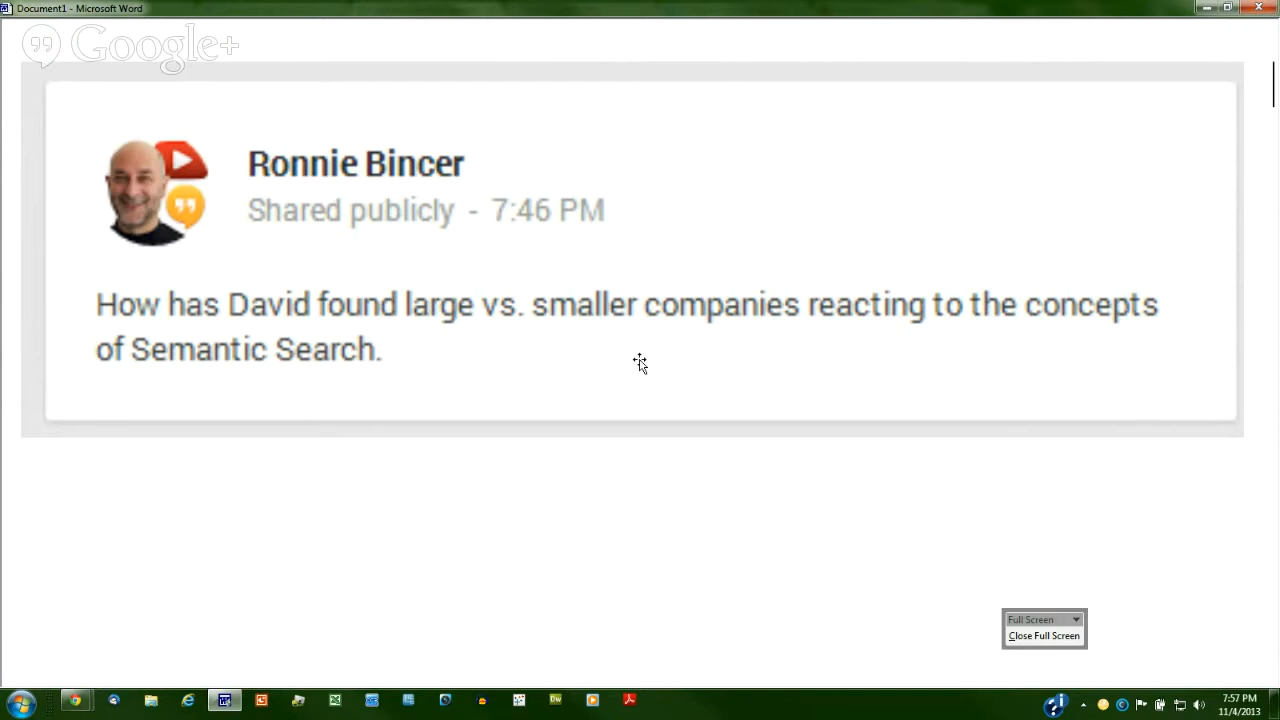 Document1 - Microsoft Word
Google+
Ronnie Bincer
Shared publicly - 7:46 PM
How has David found large vs. smaller companies reacting to the concepts
of Semantic Search.
Full Screen
Close Full Screen
7:57 PM
11/4/2013